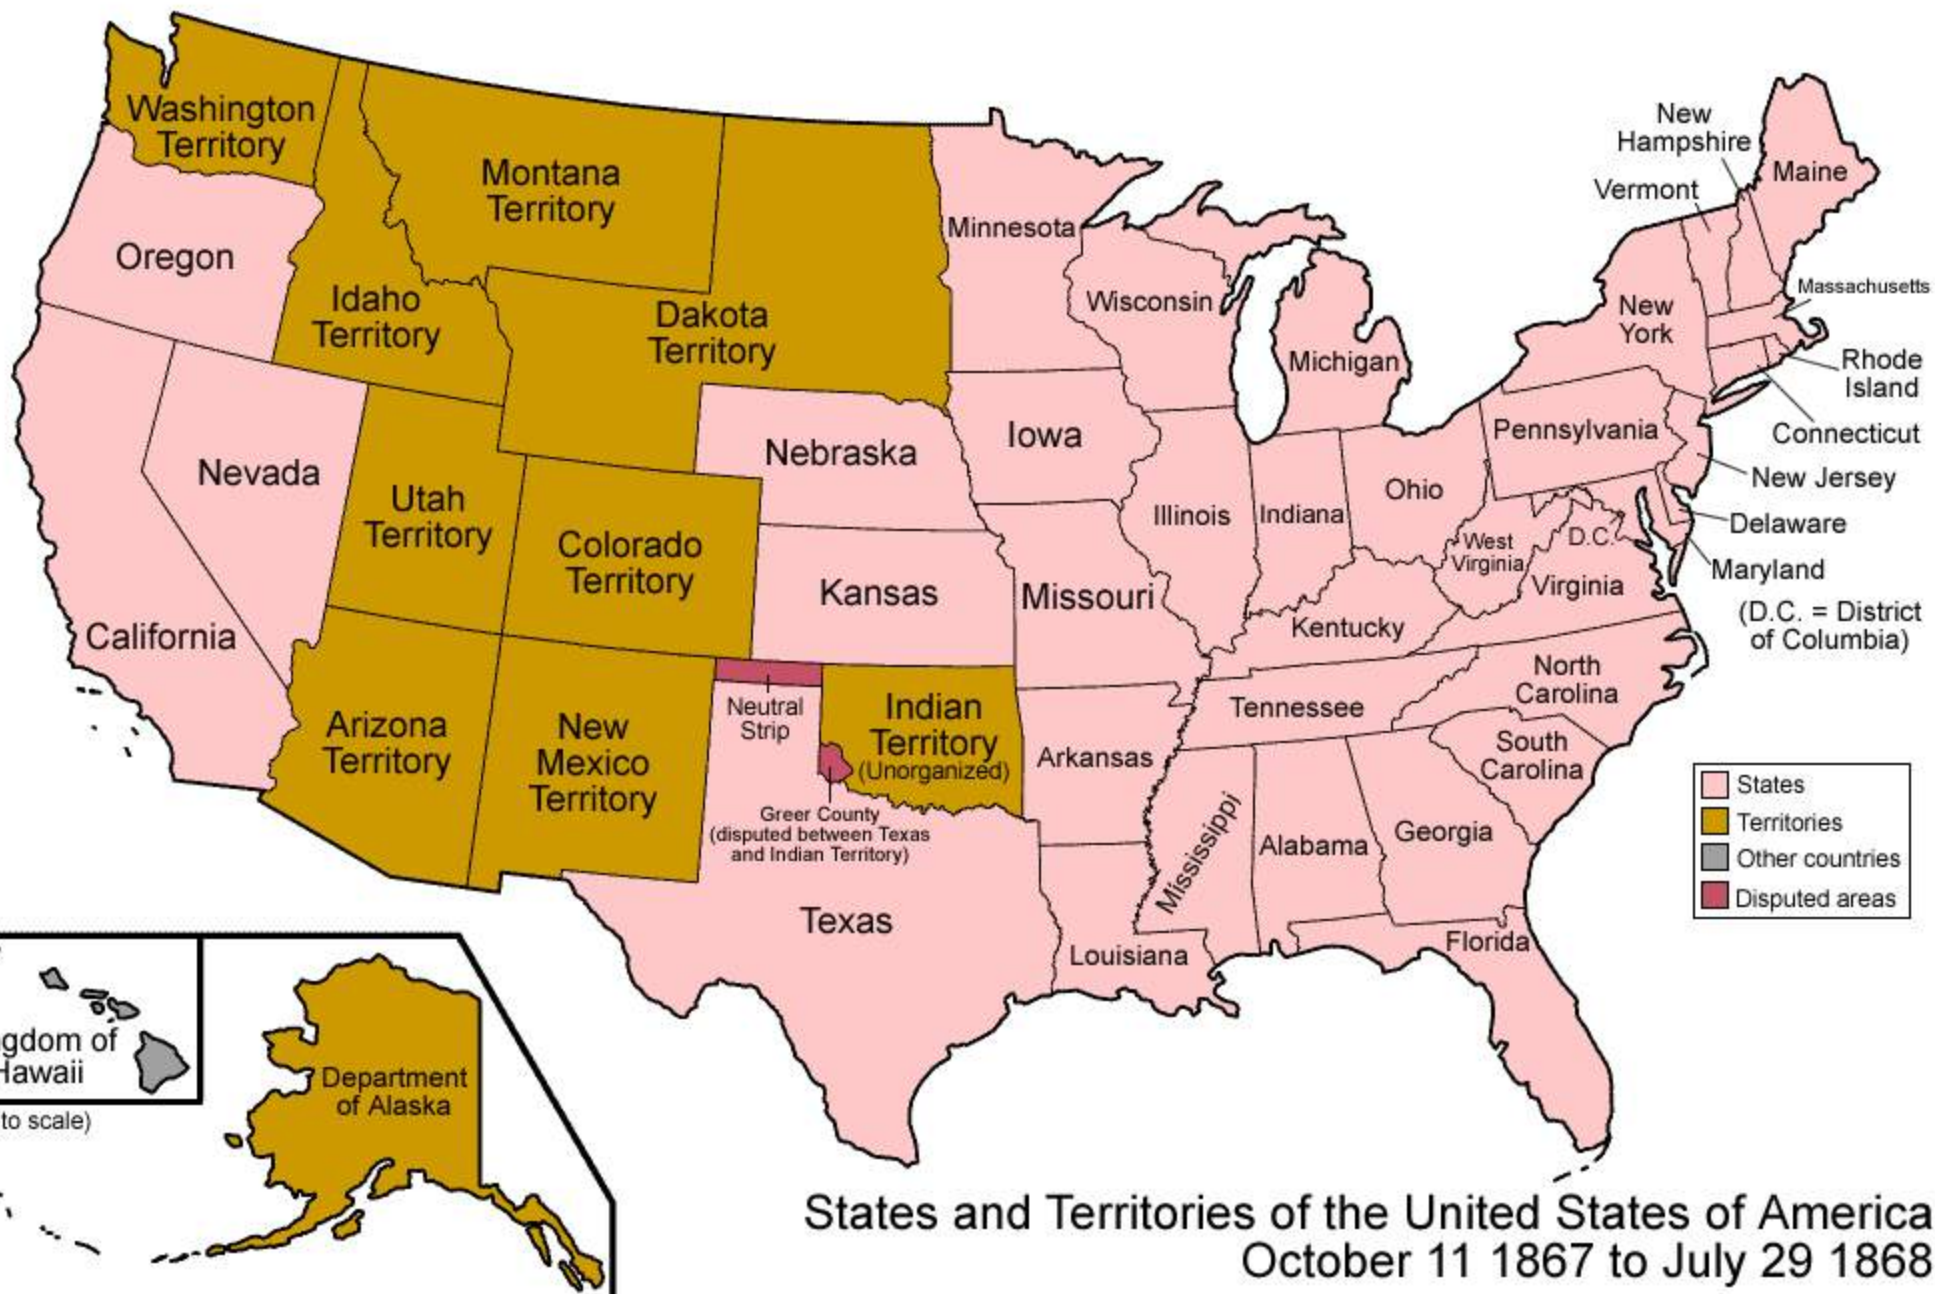 Washington
Territory
Montana
Territory
Oregon
Idaho
Territory
Dakota
Territory
Minnesota
Wisconsin
Michigan
New
Hampshire
Vermont
Maine
Massachusetts
New
York
Rhode
Island
Connecticut
Pennsylvania
New Jersey
Delaware
Maryland
(D.C. = District
of Columbia)
Nevada
Utah
Territory
Colorado
Territory
Nebraska
Iowa
Illinois
Indiana
Ohio
West
Virginia
D.C.
Virginia
California
Kansas
Missouri
Kentucky
Arizona
Territory
New
Mexico
Territory
Neutral
Strip
Indian
Territory
(Unorganized)
Greer County
(disputed between Texas
and Indian Territory)
Arkansas
Tennessee
North
Carolina
South
Carolina
Mississippi
Alabama
Georgia
Texas
Louisiana
Florida
States
Territories
Other countries
Disputed areas
gdom of
Hawaii
to scale)
Department
of Alaska
States and Territories of the United States of America
October 11 1867 to July 29 1868